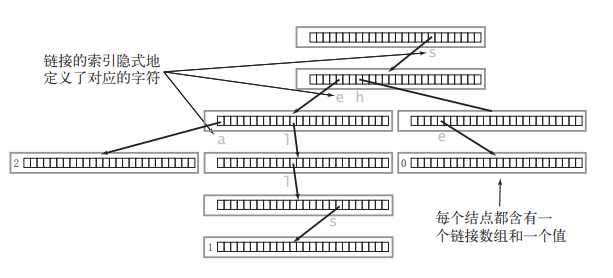 链接的索引隐式地
定义了对应的字符
s
e h
a l e
2 0
l
s
1
每个结点都含有一
个链接数组和一个值